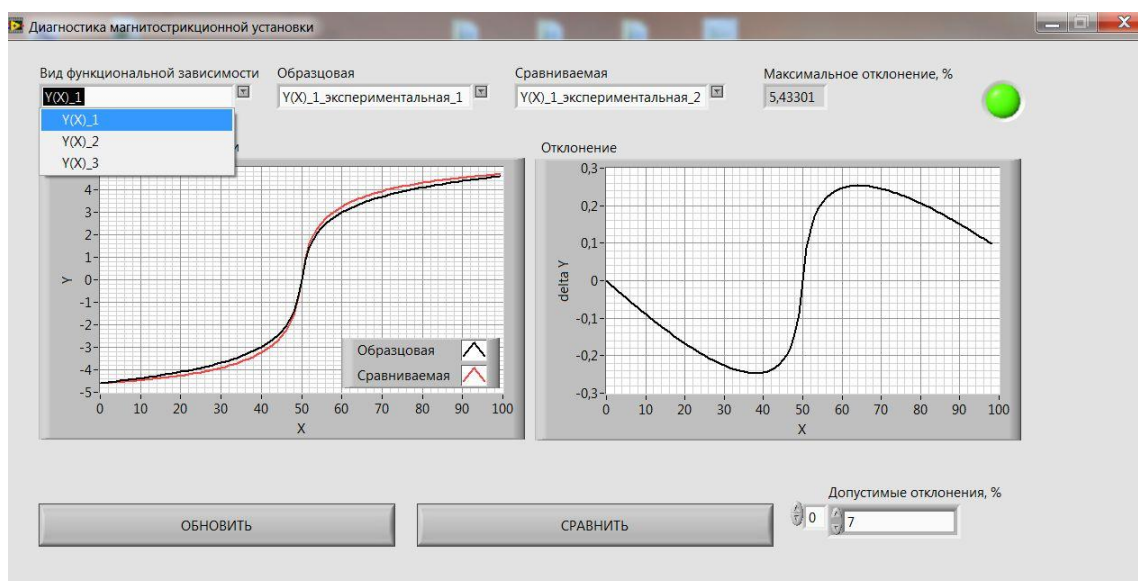 Диагностика магнитострикционной установки
Вид функциональной зависимости
Образцовая
Сравниваемая
Максимальное отклонение, %
Y(X)_1
Y(X)_1_экспериментальная_1
Y(X)_1_экспериментальная_2
5,43301
Y(X)_1
Y(X)_2
Y(X)_3
4
3
2
1
0
-1
-2
-3
-4
-5
Y
0 10 20 30 40 50 60 70 80 90 100
X
Образцовая
Сравниваемая
Отклонение
0,3
0,2
0,1
0
-0,1
-0,2
-0,3
delta Y
0 10 20 30 40 50 60 70 80 90 100
X
ОБНОВИТЬ
СРАВНИТЬ
Допустимые отклонения, %
0
7